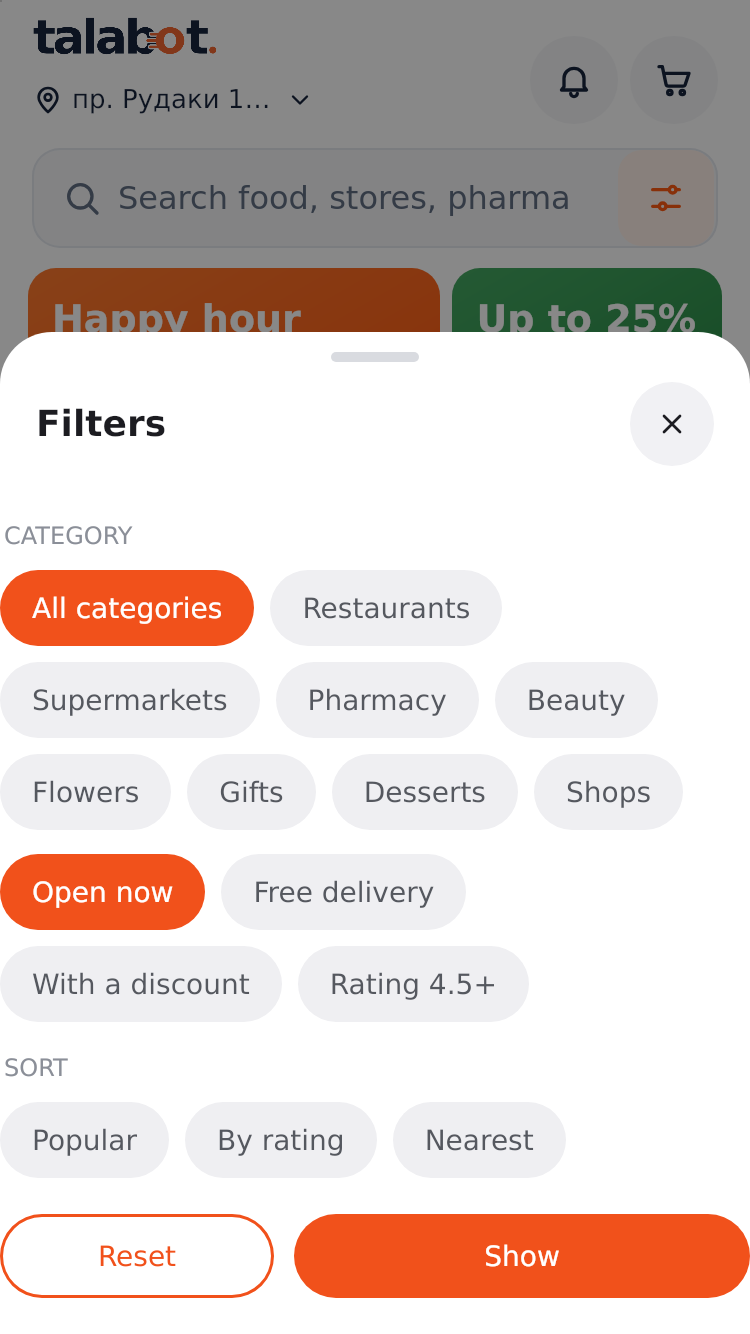 talabot.
пр. Рудаки 1...
Search food, stores, pharma
Happy hour
Up to 25%
Filters
CATEGORY
All categories
Restaurants
Supermarkets
Pharmacy
Beauty
Flowers
Gifts
Desserts
Shops
Open now
Free delivery
With a discount
Rating 4.5+
SORT
Popular
By rating
Nearest
Reset
Show